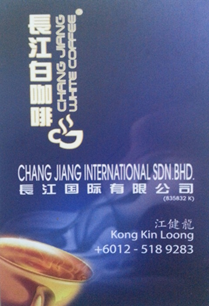 長江白咖啡
CHANG JIANG
WHITE COFFEE
CHANG JIANG INTERNATIONAL SDN.BHD.
長江国际有限公司
(835832 K)
江健龍
Kong Kin Loong
+6012 - 518 9283